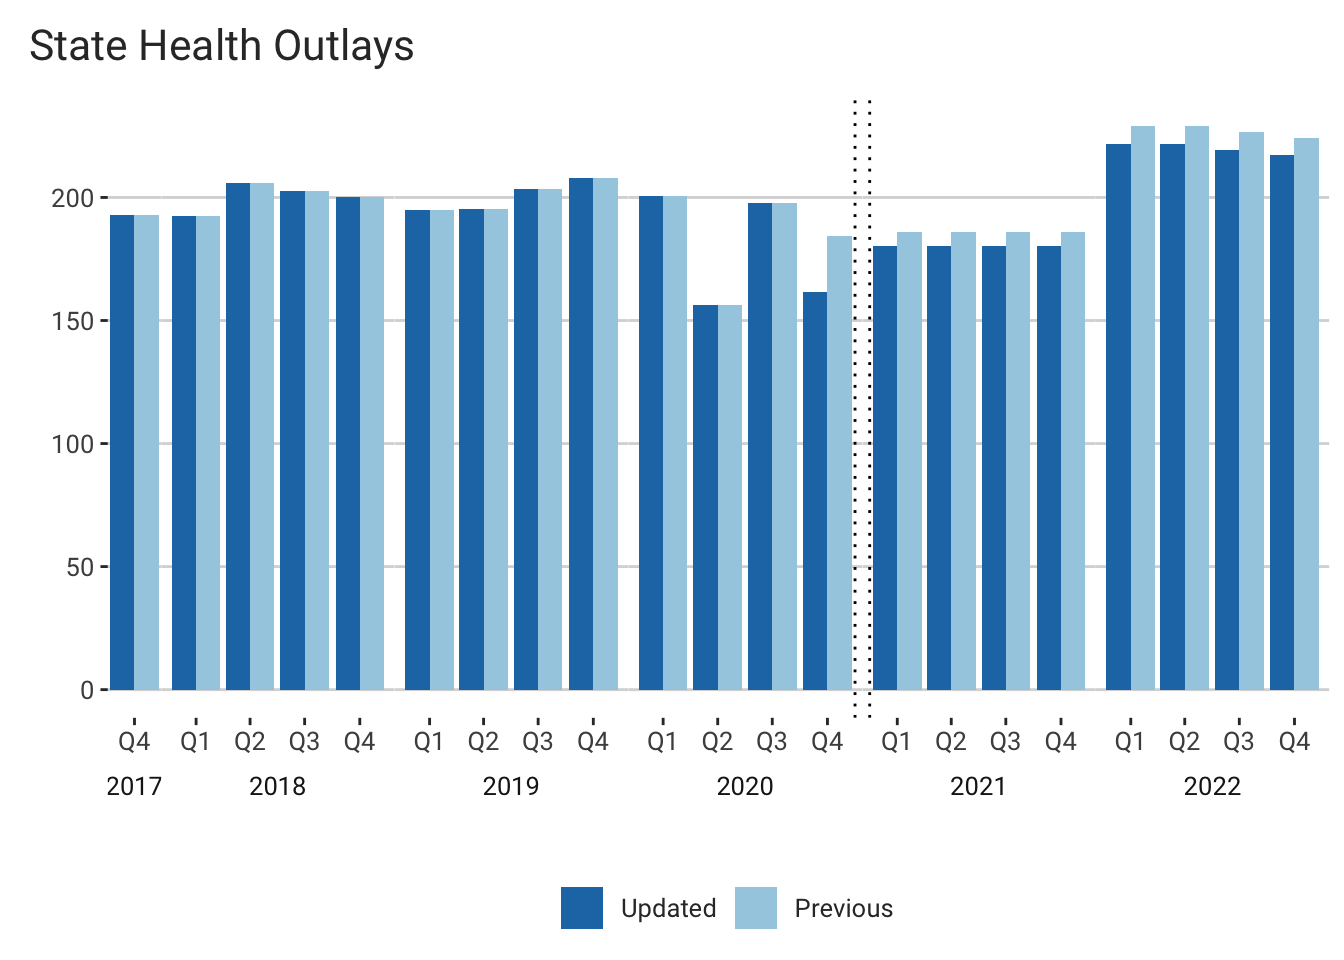 State Health Outlays
200
150
100
50
0
Q4 Q1 Q2 Q3 Q4 Q1 Q2 Q3 Q4 Q1 Q2 Q3 Q4 Q1 Q2 Q3 Q4 Q1 Q2 Q3 Q4
2017 2018 2019 2020 2021 2022
Updated Previous